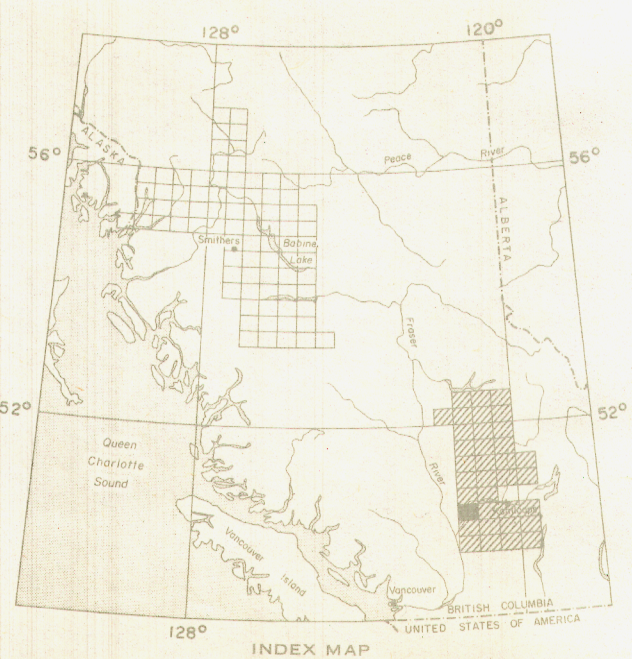 128°
120°
ALASKA
56°
Peace
River
56°
ALBERTA
Smithers
Babine
Lake
Fraser
52°
52°
Queen
Charlotte
Sound
River
Kamloops
Vancouver
Island
Vancouver
BRITISH COLUMBIA
UNITED STATES OF AMERICA
128°
INDEX MAP